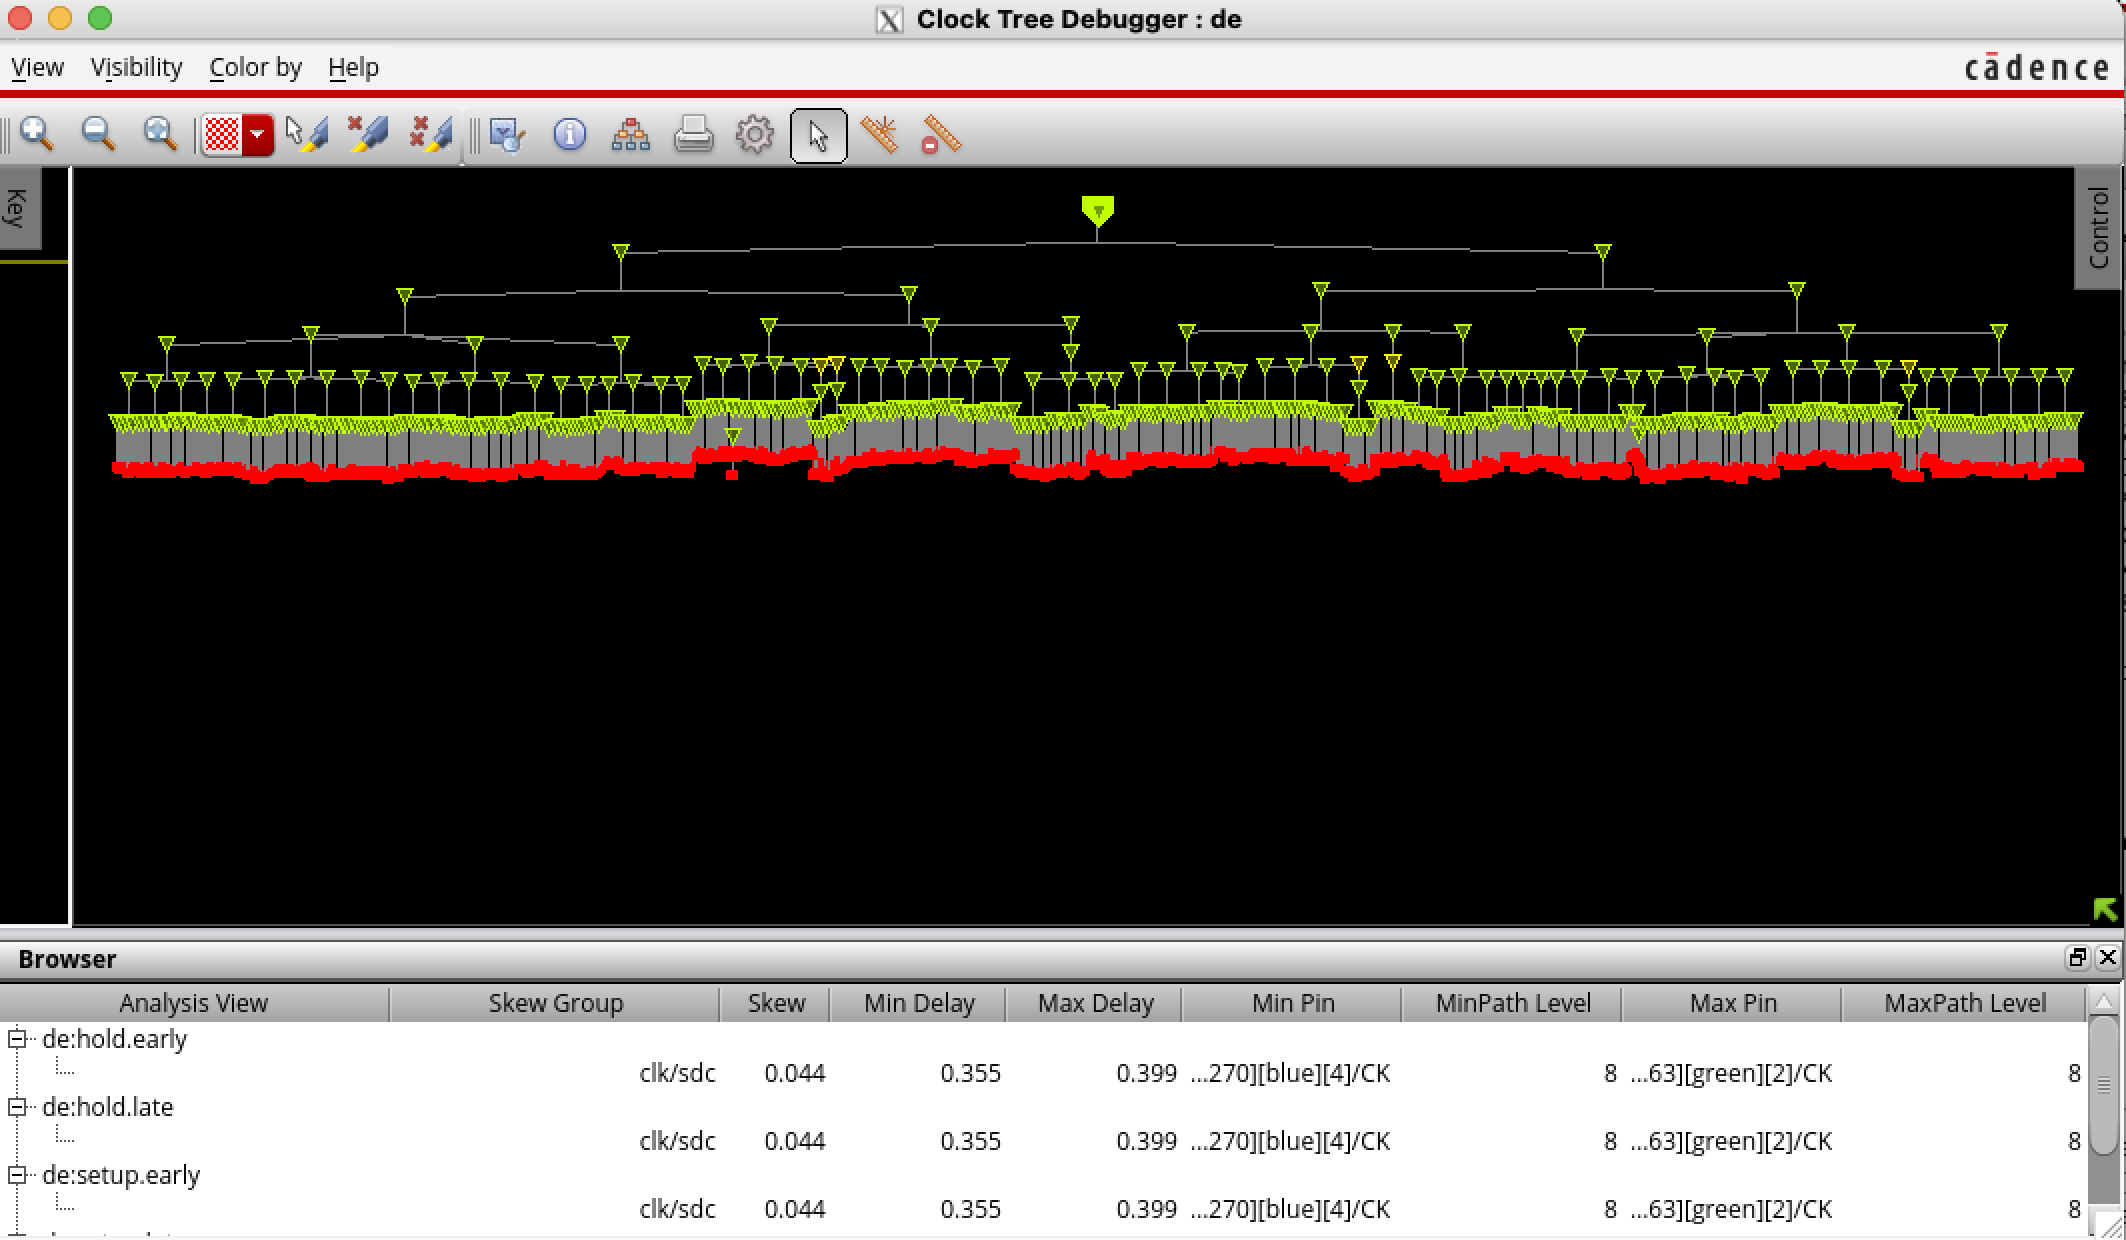 Clock Tree Debugger : de
View Visibility Color by Help
cādence
Key
Control
Browser
Analysis View Skew Group Skew Min Delay Max Delay Min Pin MinPath Level Max Pin MaxPath Level
de:hold.early
clk/sdc 0.044 0.355 0.399 ...270][blue][4]/CK 8 ...63][green][2]/CK 8
de:hold.late
clk/sdc 0.044 0.355 0.399 ...270][blue][4]/CK 8 ...63][green][2]/CK 8
de:setup.early
clk/sdc 0.044 0.355 0.399 ...270][blue][4]/CK 8 ...63][green][2]/CK 8